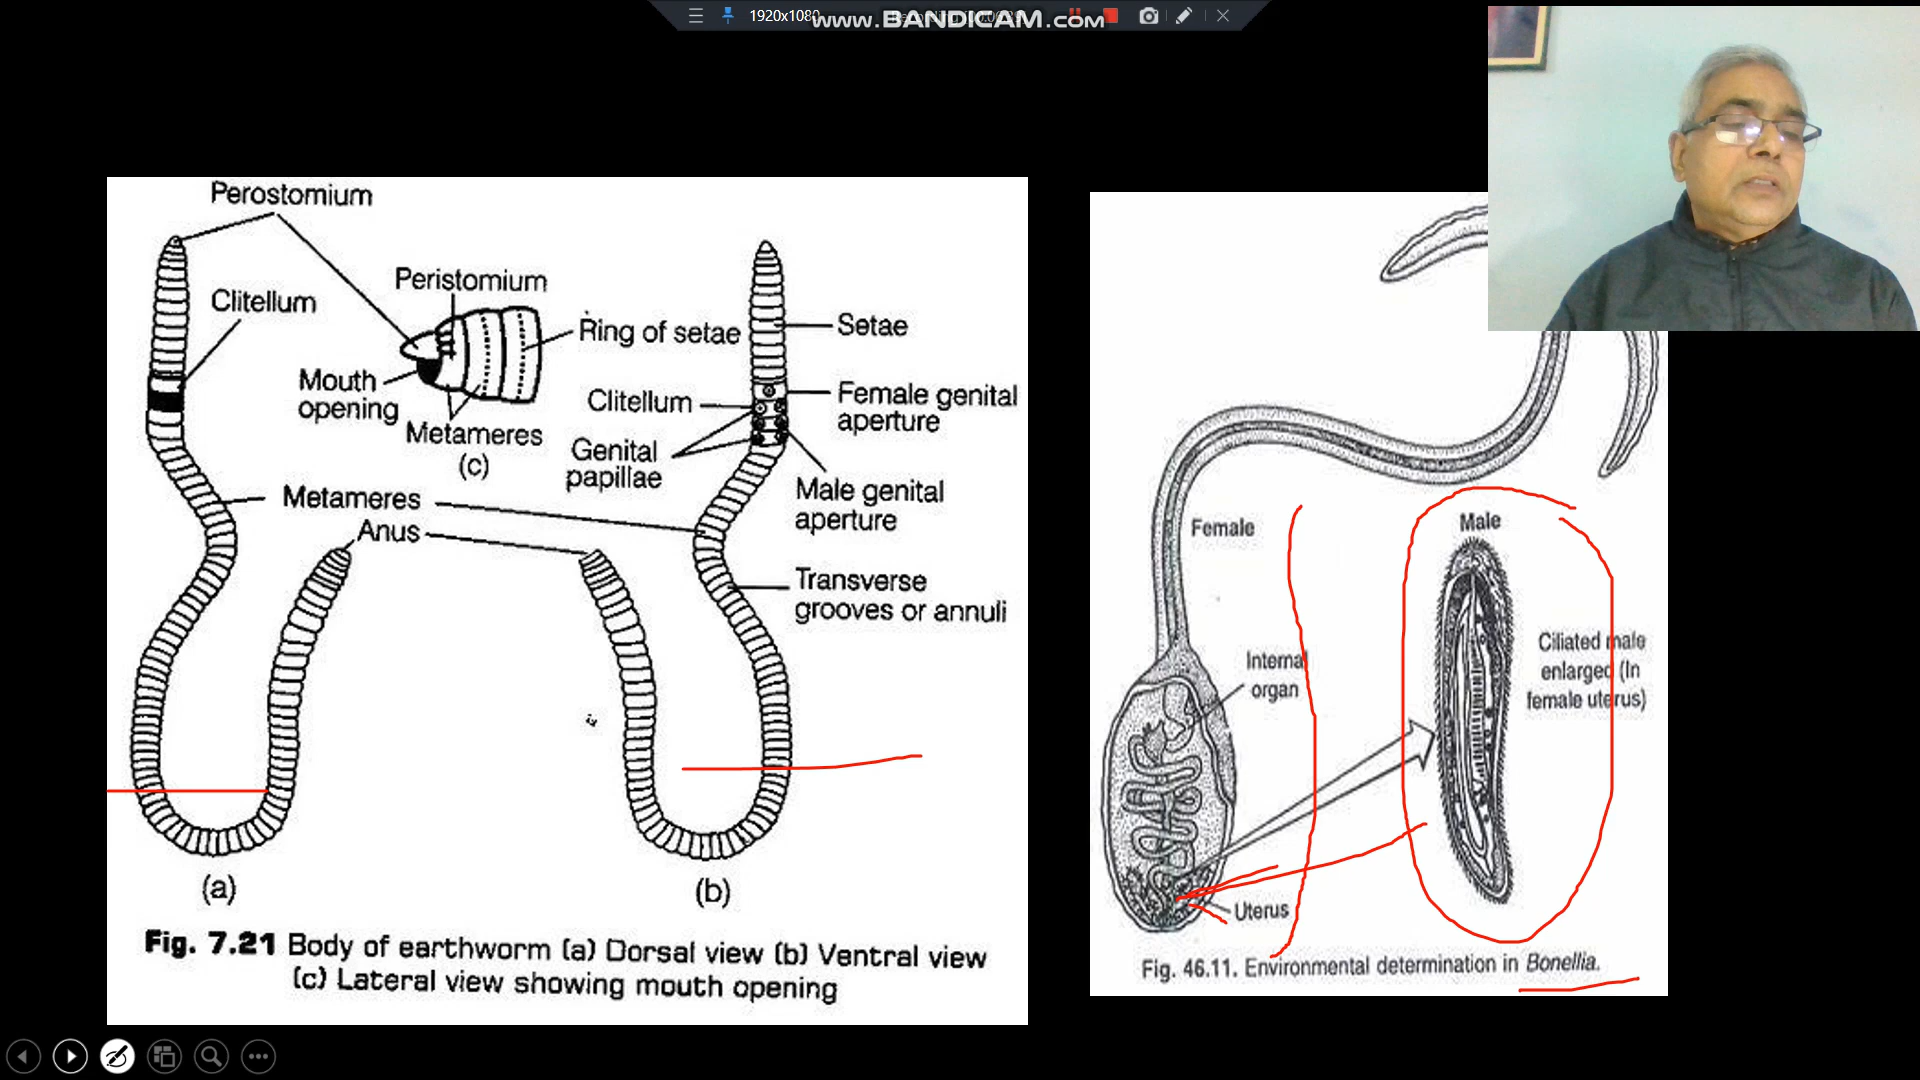 1920x1080
www.BANDICAM.com
Perostomium
Clitellum
Peristomium
Ring of setae
Mouth
opening
Metameres
(c)
Setae
Clitellum
Female genital
aperture
Genital
papillae
Male genital
aperture
Metameres
Anus
Transverse
grooves or annuli
(a)
(b)
Fig. 7.21 Body of earthworm (a) Dorsal view (b) Ventral view
(c) Lateral view showing mouth opening
Female
Male
Internal
organ
Ciliated male
enlarged (In
female uterus)
Uterus
Fig. 46.11. Environmental determination in Bonellia.